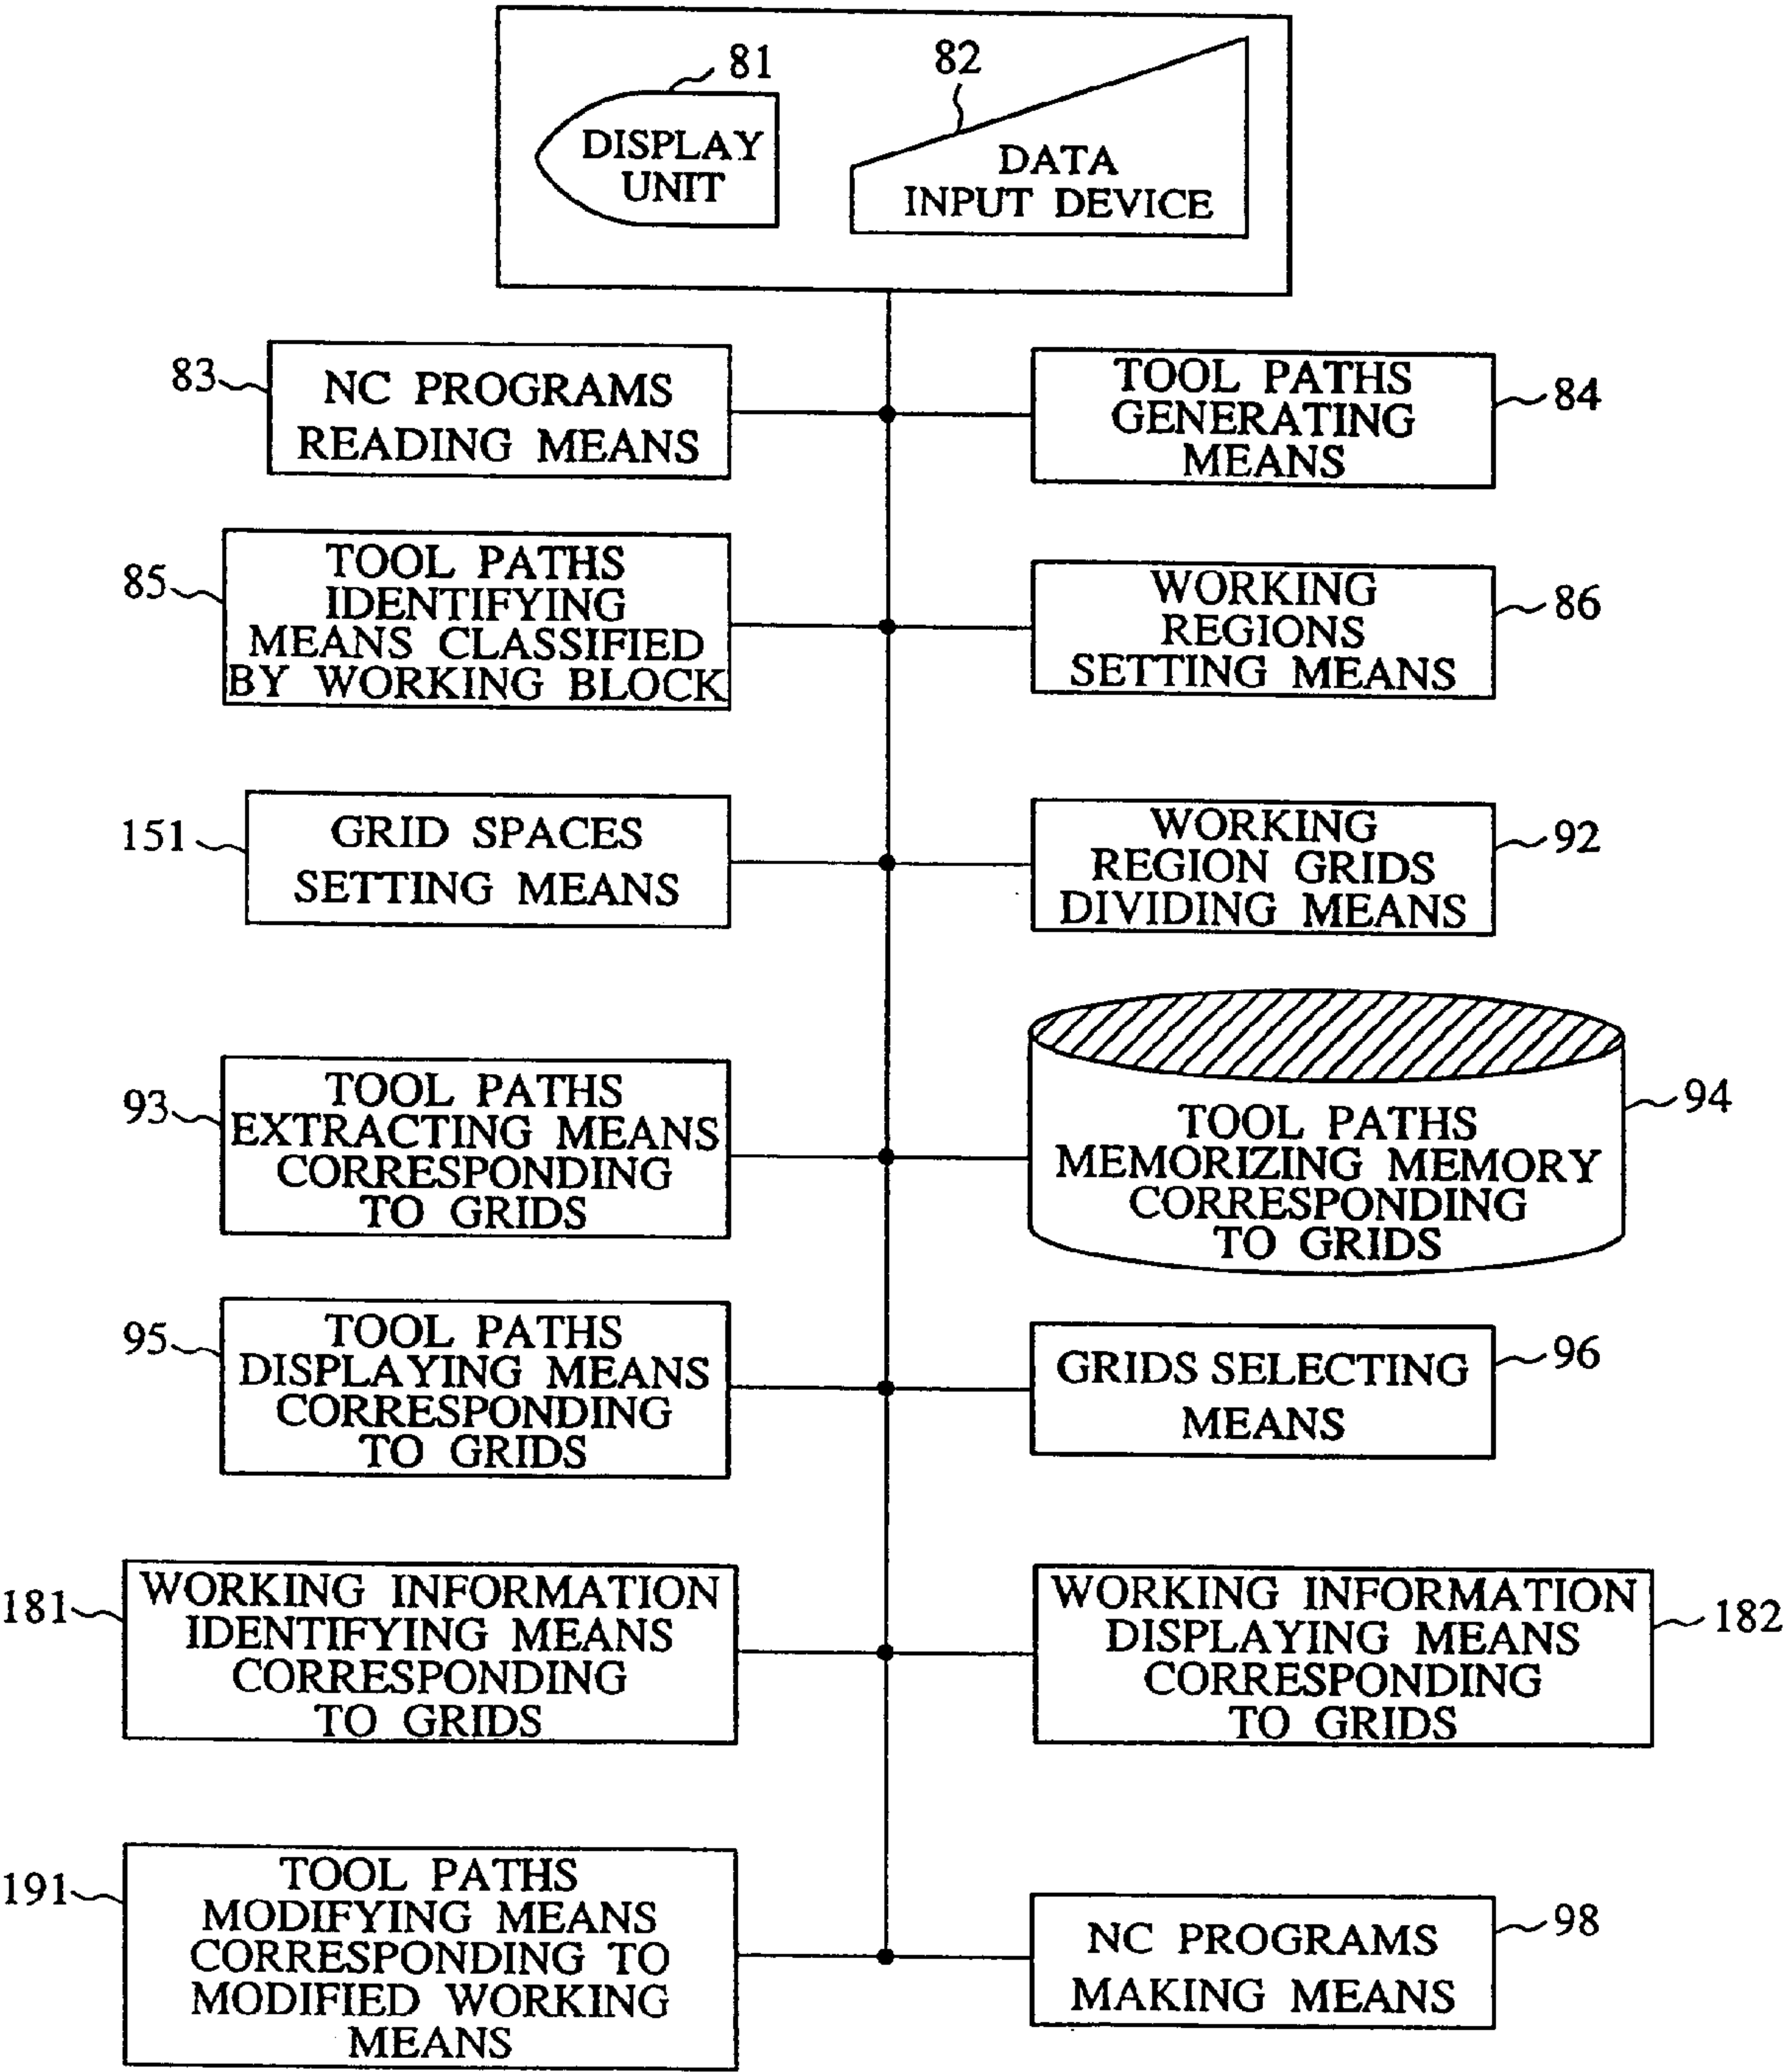 81
82
DISPLAY
UNIT
DATA
INPUT DEVICE
83
NC PROGRAMS
READING MEANS
TOOL PATHS
GENERATING
MEANS
84
85
TOOL PATHS
IDENTIFYING
MEANS CLASSIFIED
BY WORKING BLOCK
WORKING
REGIONS
SETTING MEANS
86
151
GRID SPACES
SETTING MEANS
WORKING
REGION GRIDS
DIVIDING MEANS
92
93
TOOL PATHS
EXTRACTING MEANS
CORRESPONDING
TO GRIDS
TOOL PATHS
MEMORIZING MEMORY
CORRESPONDING
TO GRIDS
94
95
TOOL PATHS
DISPLAYING MEANS
CORRESPONDING
TO GRIDS
GRIDS SELECTING
MEANS
96
181
WORKING INFORMATION
IDENTIFYING MEANS
CORRESPONDING
TO GRIDS
WORKING INFORMATION
DISPLAYING MEANS
CORRESPONDING
TO GRIDS
182
191
TOOL PATHS
MODIFYING MEANS
CORRESPONDING TO
MODIFIED WORKING
MEANS
NC PROGRAMS
MAKING MEANS
98